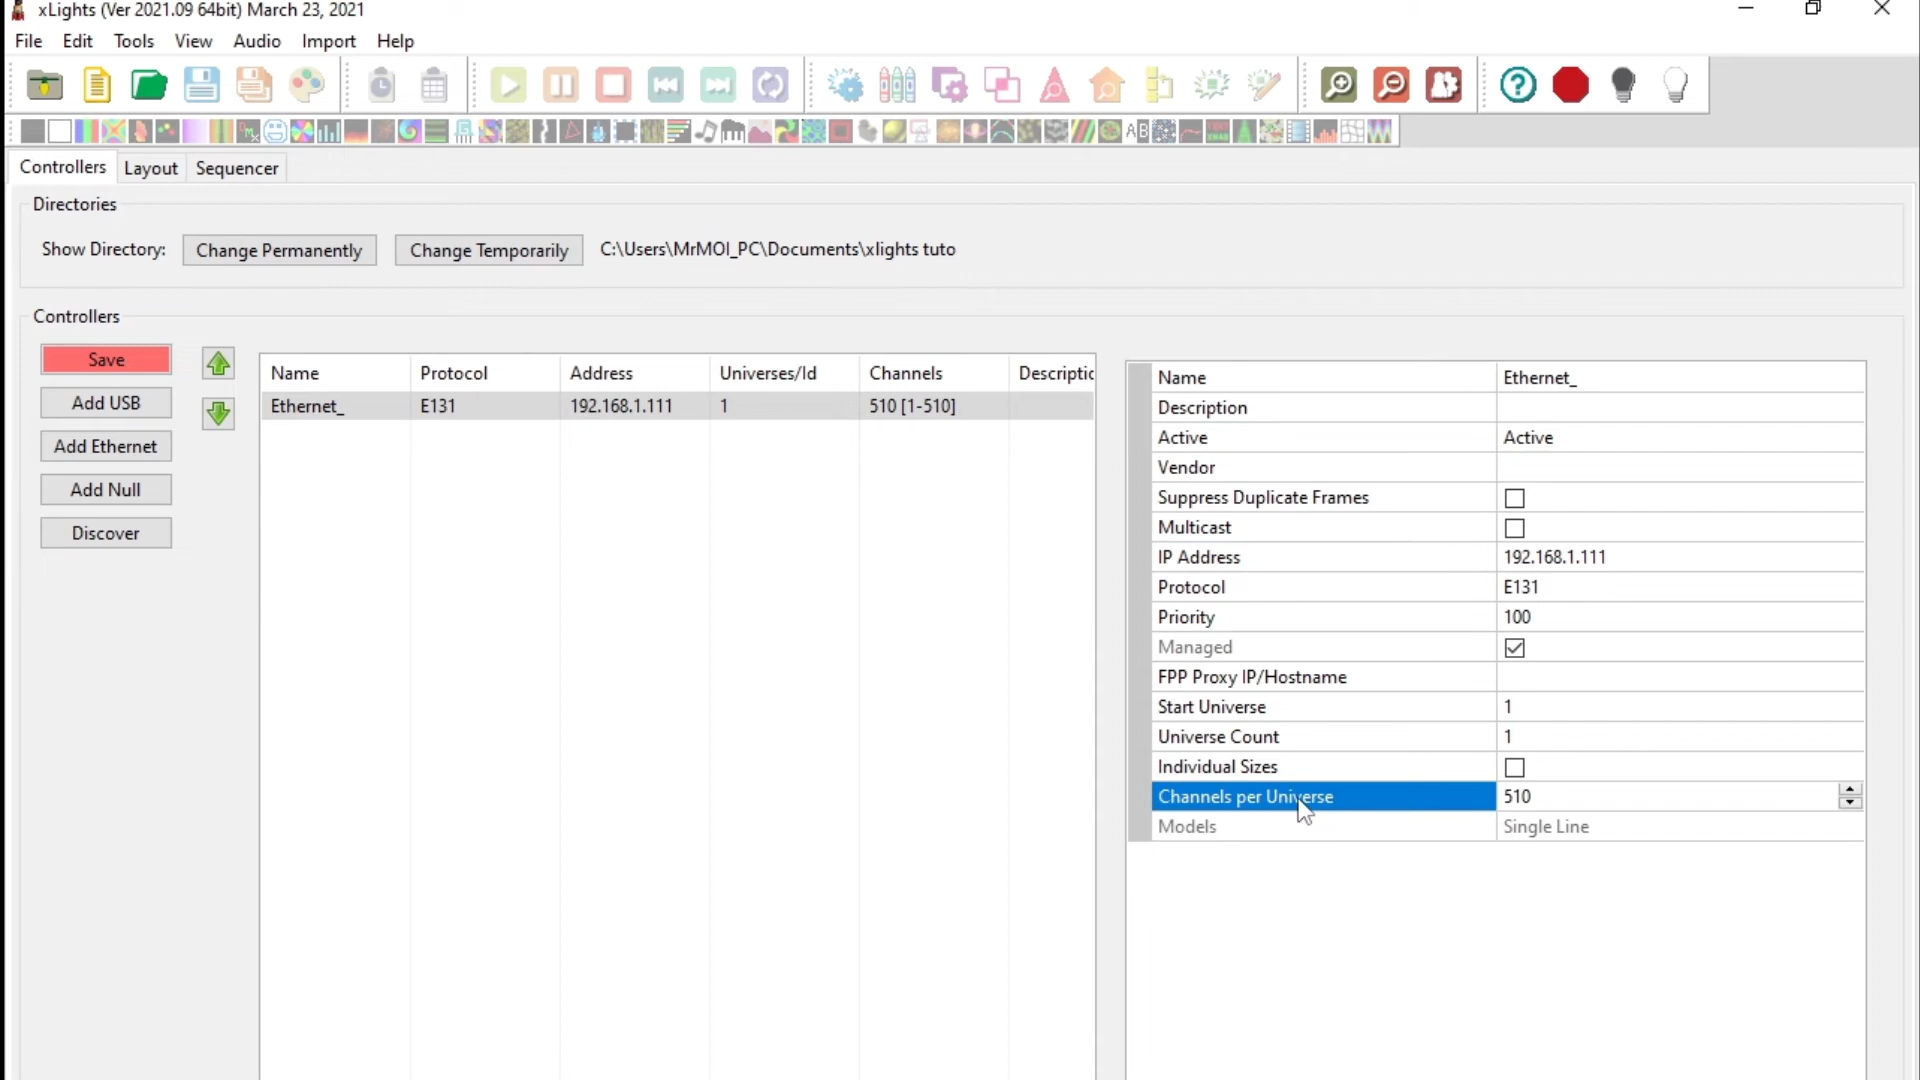 xLights (Ver 2021.09 64bit) March 23, 2021
File Edit Tools View Audio Import Help
Controllers Layout Sequencer
Directories
Show Directory: Change Permanently Change Temporarily C:\Users\MrMOI_PC\Documents\xlights tuto
Controllers
Save
Add USB
Add Ethernet
Add Null
Discover
Name Protocol Address Universes/Id Channels Descriptic
Ethernet_ E131 192.168.1.111 1 510 [1-510]
Name Ethernet_
Description
Active Active
Vendor
Suppress Duplicate Frames
Multicast
IP Address 192.168.1.111
Protocol E131
Priority 100
Managed
FPP Proxy IP/Hostname
Start Universe 1
Universe Count 1
Individual Sizes
Channels per Universe 510
Models Single Line